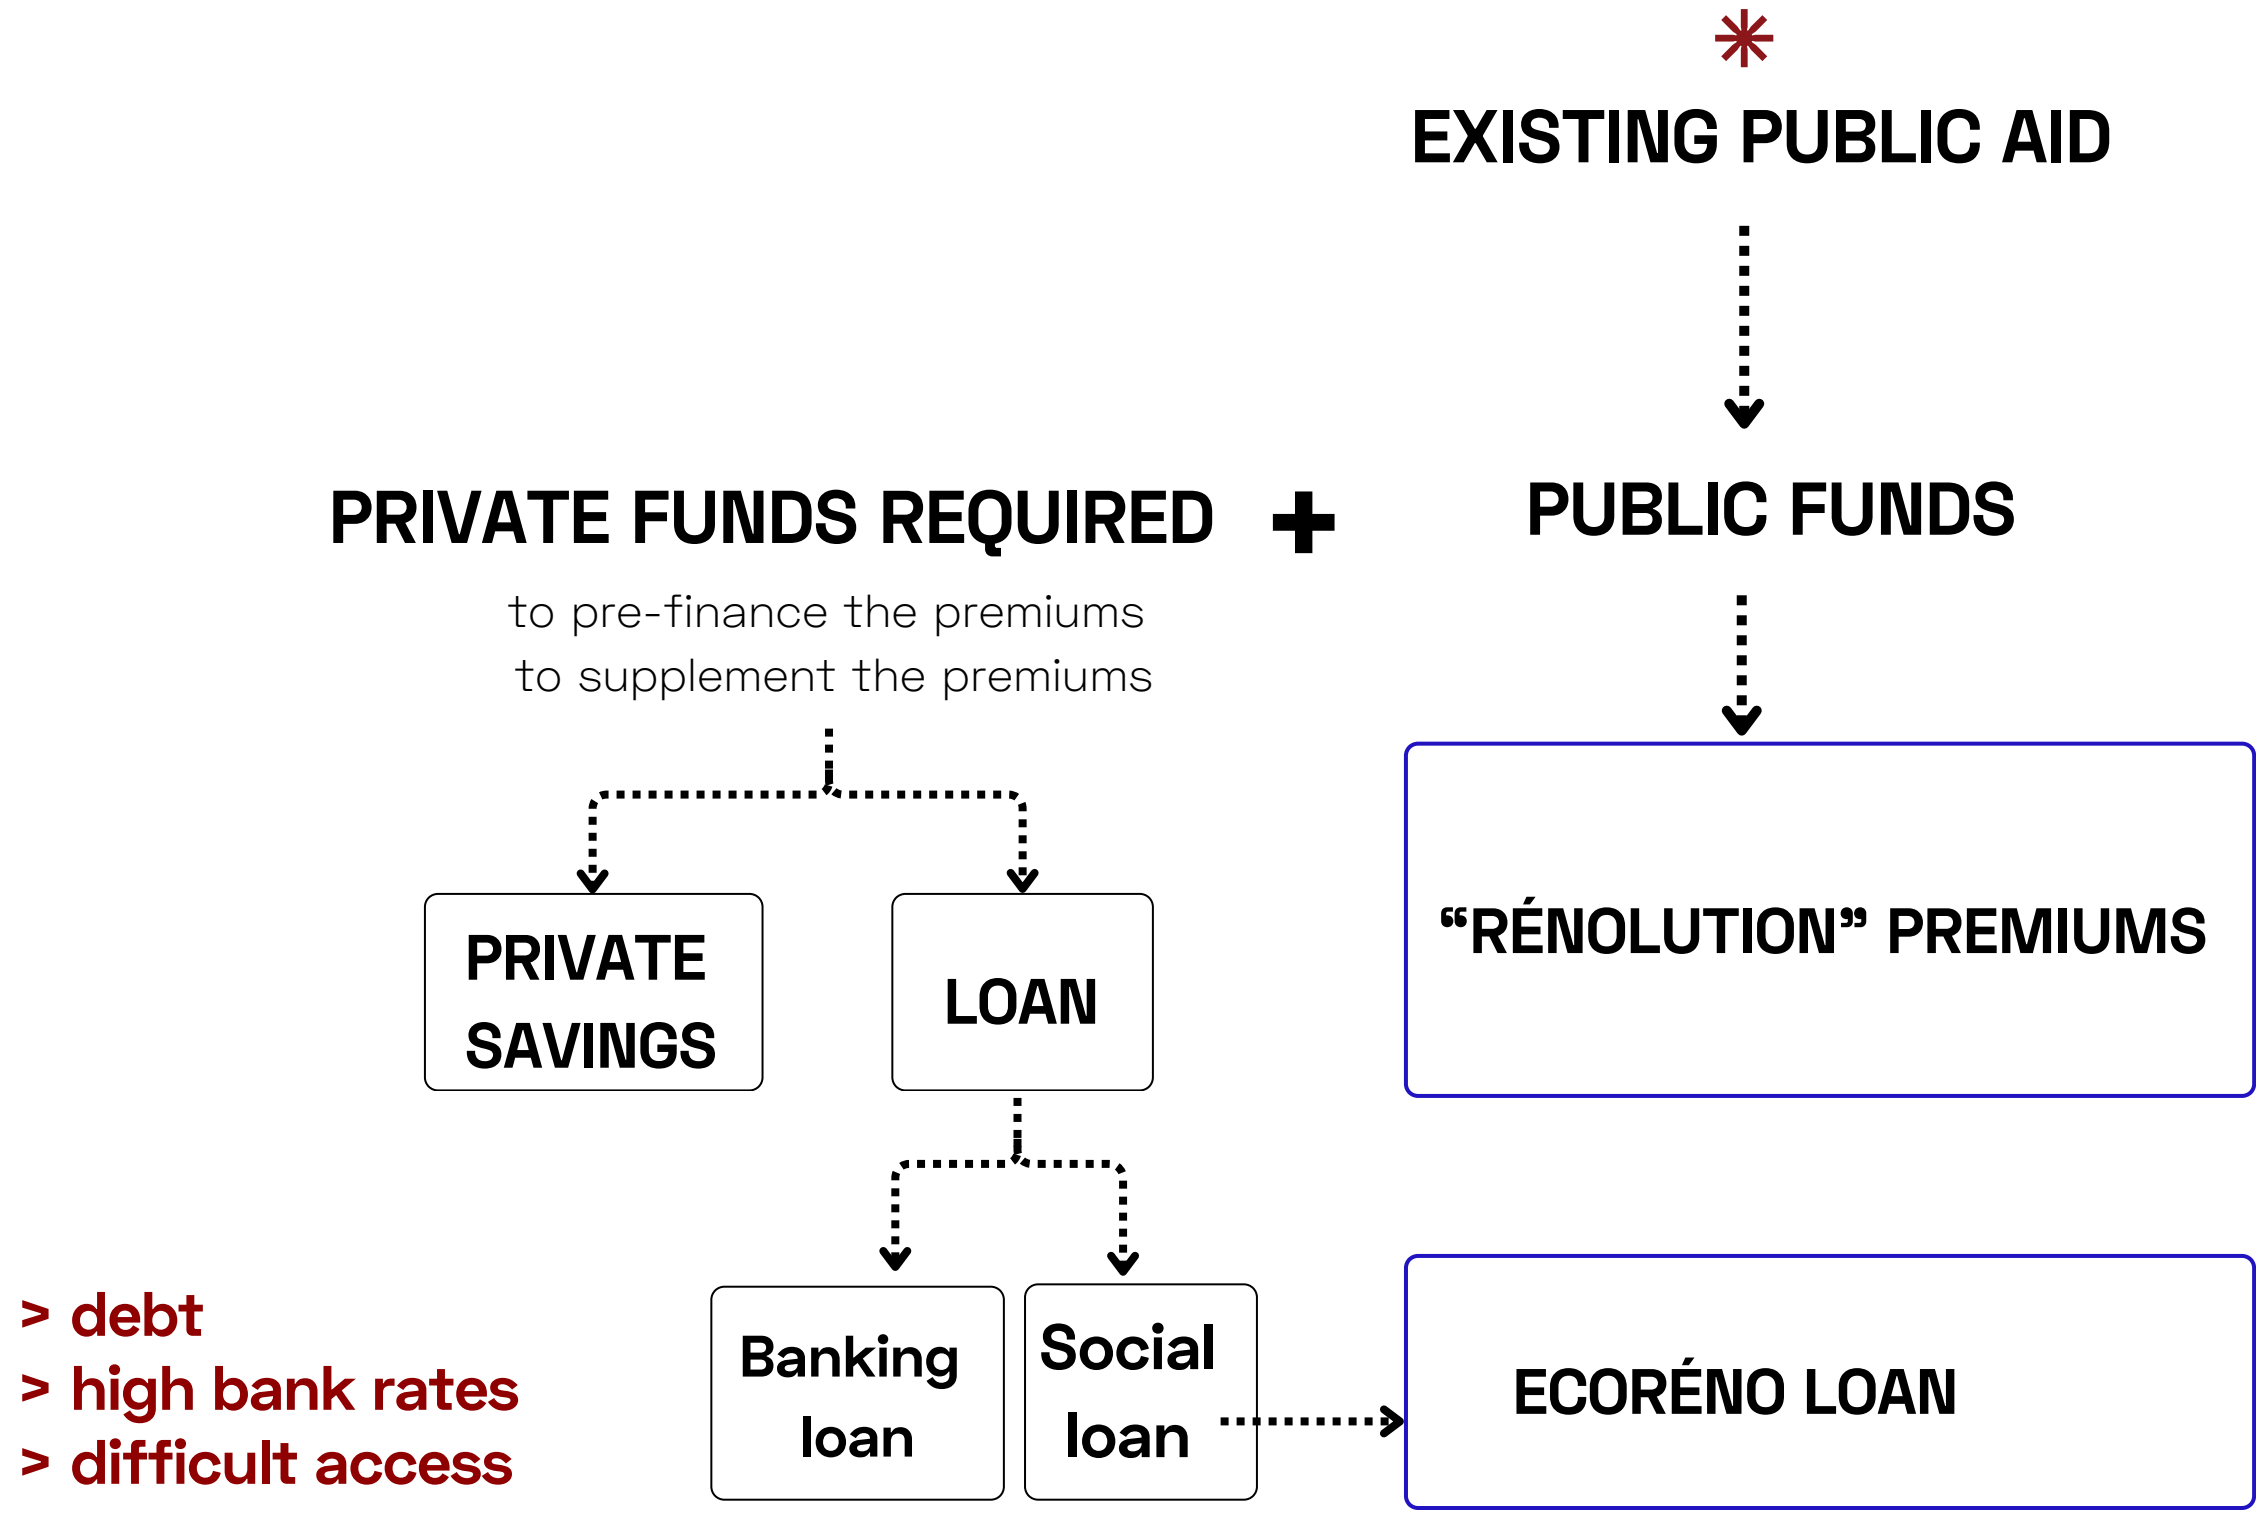 EXISTING PUBLIC AID
PRIVATE FUNDS REQUIRED + PUBLIC FUNDS
to pre-finance the premiums
to supplement the premiums
PRIVATE
SAVINGS
LOAN
“RÉNOLUTION” PREMIUMS
> debt
> high bank rates
> difficult access
Banking
loan
Social
loan
ECORÉNO LOAN